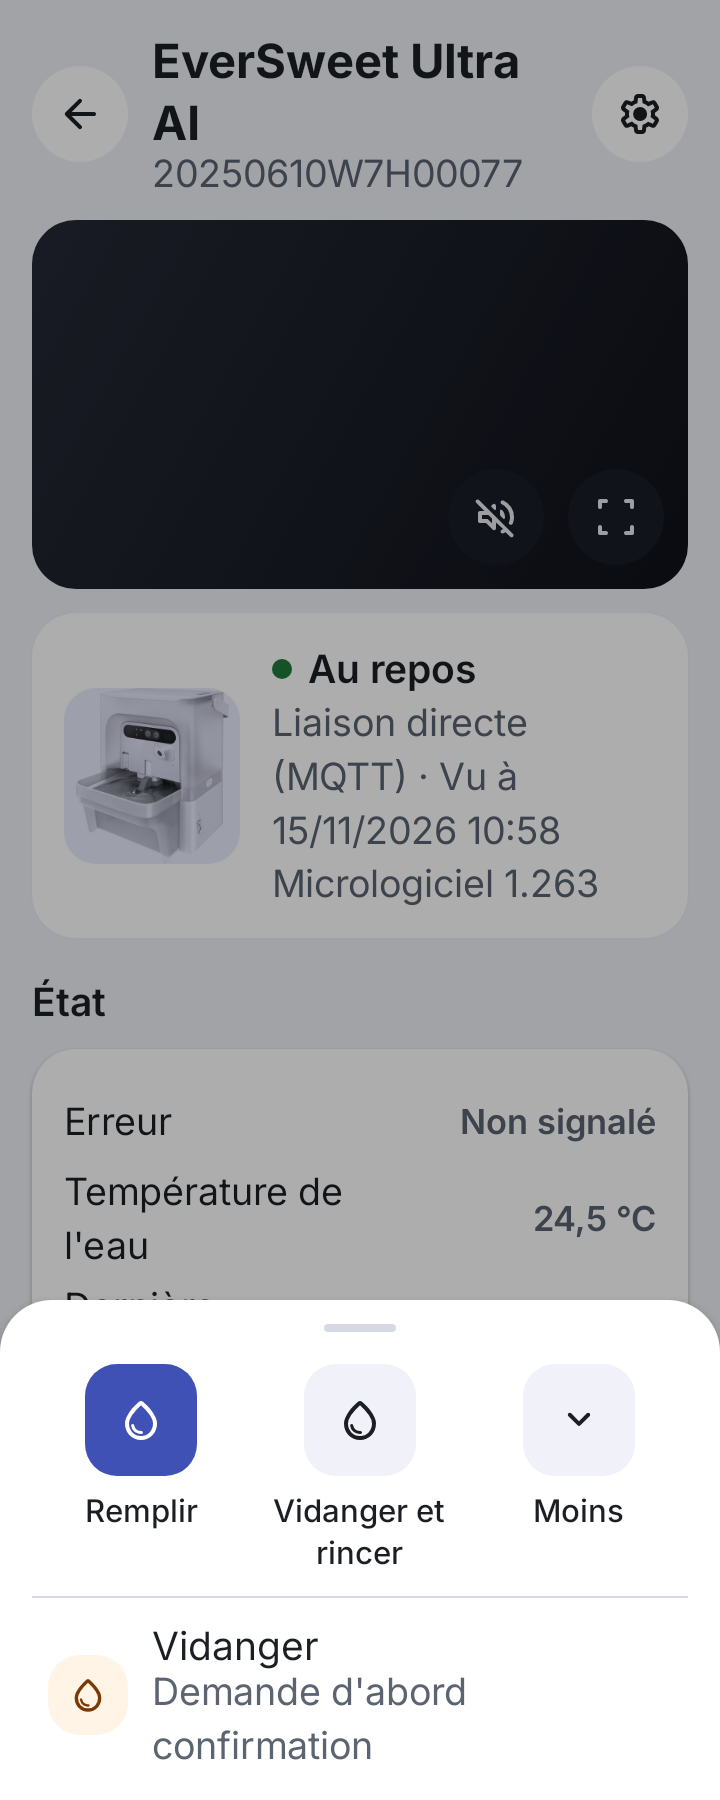 EverSweet Ultra
AI
20250610W7H00077
Au repos
Liaison directe
(MQTT) · Vu à
15/11/2026 10:58
Micrologiciel 1.263
État
Erreur
Non signalé
Température de
l'eau
24,5 °C
Remplir
Vidanger et
rincer
Moins
Vidanger
Demande d'abord
confirmation